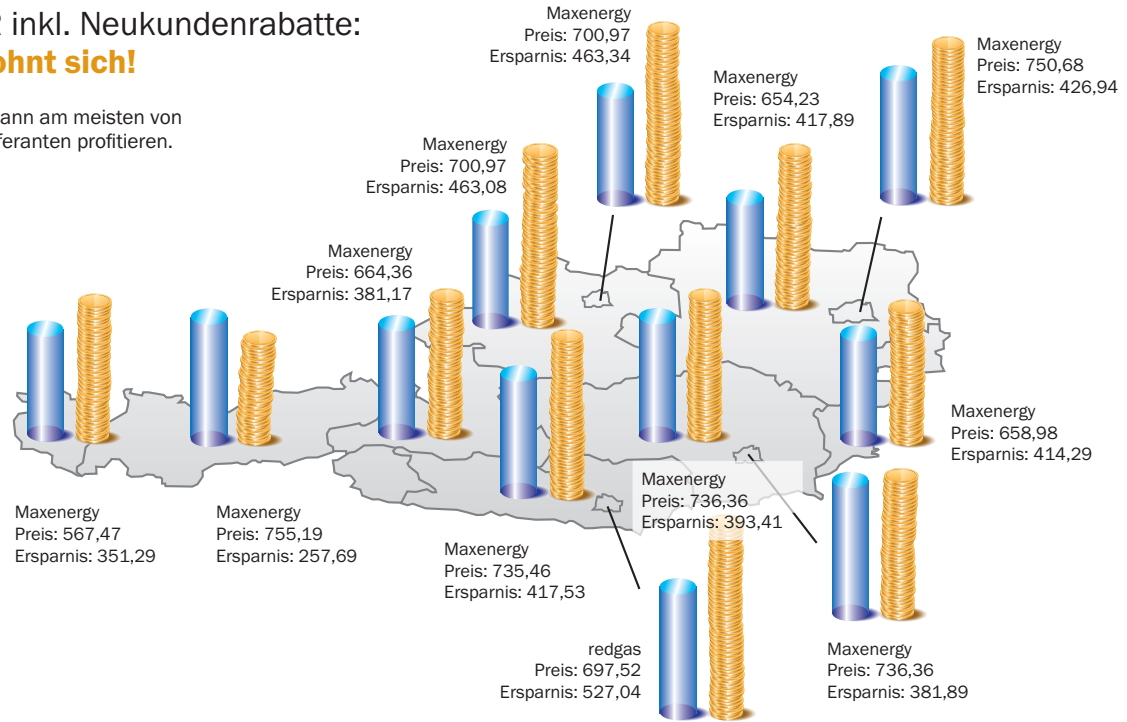 inkl. Neukundenrabatte:
ohnt sich!
ann am meisten von
feranten profitieren.
Maxenergy
Preis: 700,97
Ersparnis: 463,34
Maxenergy
Preis: 750,68
Ersparnis: 426,94
Maxenergy
Preis: 654,23
Ersparnis: 417,89
Maxenergy
Preis: 700,97
Ersparnis: 463,08
Maxenergy
Preis: 664,36
Ersparnis: 381,17
Maxenergy
Preis: 658,98
Ersparnis: 414,29
Maxenergy
Preis: 736,36
Ersparnis: 393,41
Maxenergy
Preis: 567,47
Ersparnis: 351,29
Maxenergy
Preis: 755,19
Ersparnis: 257,69
Maxenergy
Preis: 735,46
Ersparnis: 417,53
redgas
Preis: 697,52
Ersparnis: 527,04
Maxenergy
Preis: 736,36
Ersparnis: 381,89